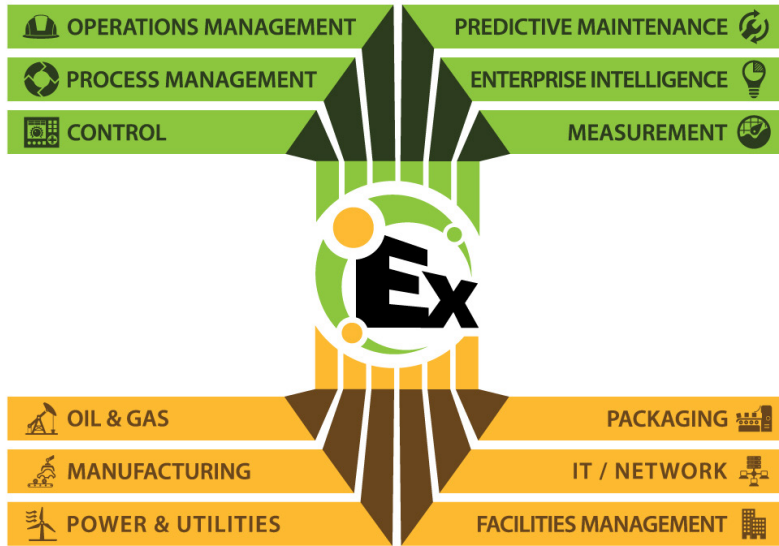 OPERATIONS MANAGEMENT
PREDICTIVE MAINTENANCE
PROCESS MANAGEMENT
ENTERPRISE INTELLIGENCE
CONTROL
MEASUREMENT
Ex
OIL & GAS
PACKAGING
MANUFACTURING
IT / NETWORK
POWER & UTILITIES
FACILITIES MANAGEMENT